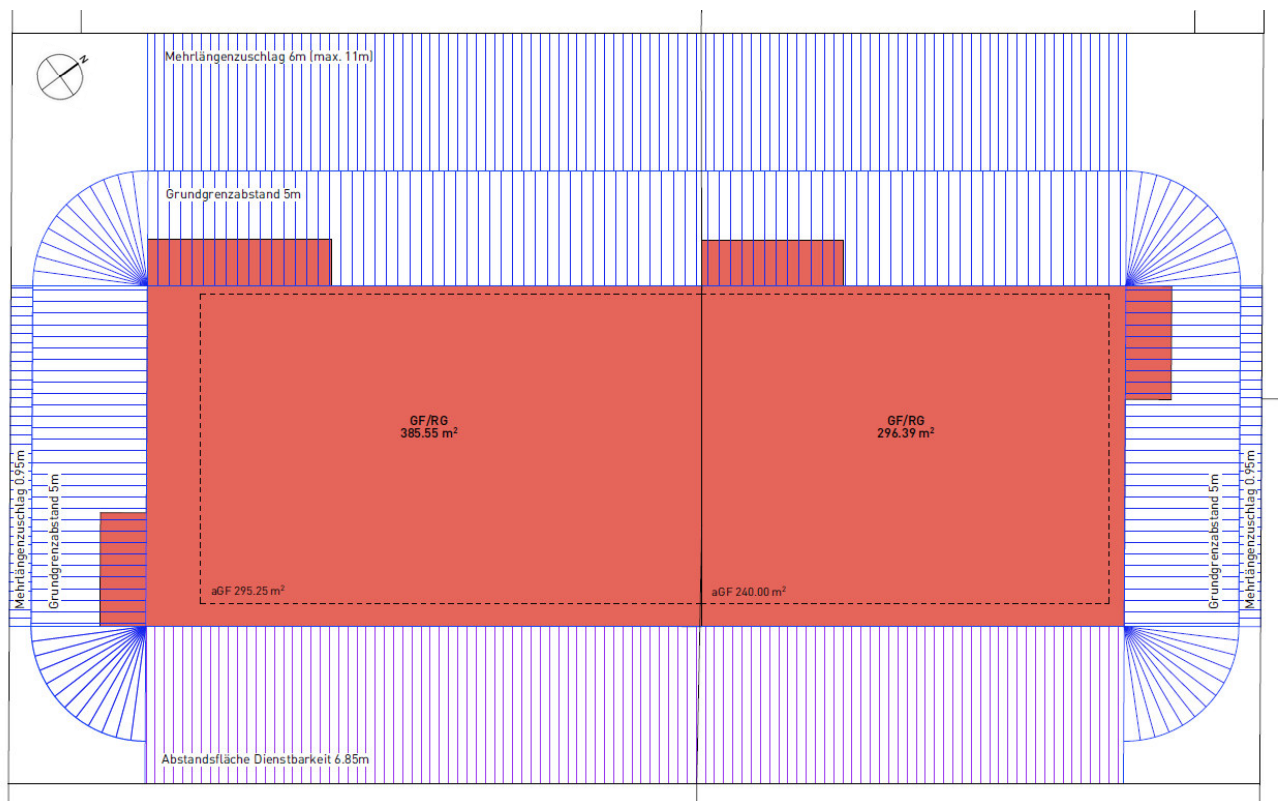 Mehrlängenzuschlag 6m (max. 11m)
N
Grundgrenzabstand 5m
GF/RG
385.55 m²
GF/RG
296.39 m²
Mehrlängenzuschlag 0.95m
Grundgrenzabstand 5m
Grundgrenzabstand 5m
Mehrlängenzuschlag 0.95m
aGF 295.25 m²
aGF 240.00 m²
Abstandsfläche Dienstbarkeit 6.85m